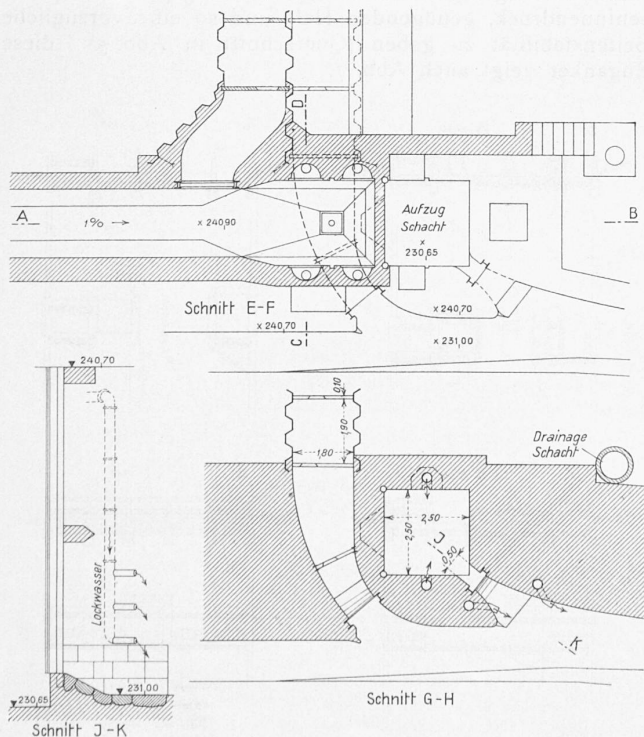 D
A
1%
x 240,90
Aufzug
Schacht
x
230,65
B
Schnitt E-F
x 240,70
x 240,70
C
x 231,00
240,70
Lockwasser
230,65
231,00
Schnitt J-K
0,10
1,90
1,80
Drainage
Schacht
2,50
2,50
J
0,50
K
Schnitt G-H